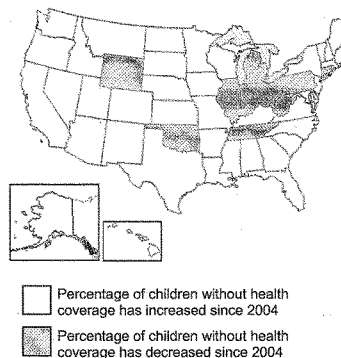 Percentage of children without health
coverage has increased since 2004
Percentage of children without health
coverage has decreased since 2004